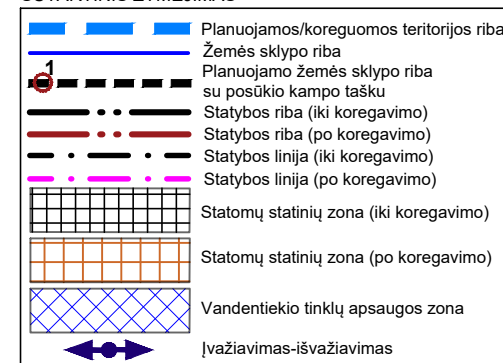 Planuojamos/koreguomos teritorijos riba
Žemės sklypo riba
1
Planuojamo žemės sklypo riba
su posūkio kampo tašku
Statybos riba (iki koregavimo)
Statybos riba (po koregavimo)
Statybos linija (iki koregavimo)
Statybos linija (po koregavimo)
Statomų statinių zona (iki koregavimo)
Statomų statinių zona (po koregavimo)
Vandentiekio tinklų apsaugos zona
Įvažiavimas-išvažiavimas